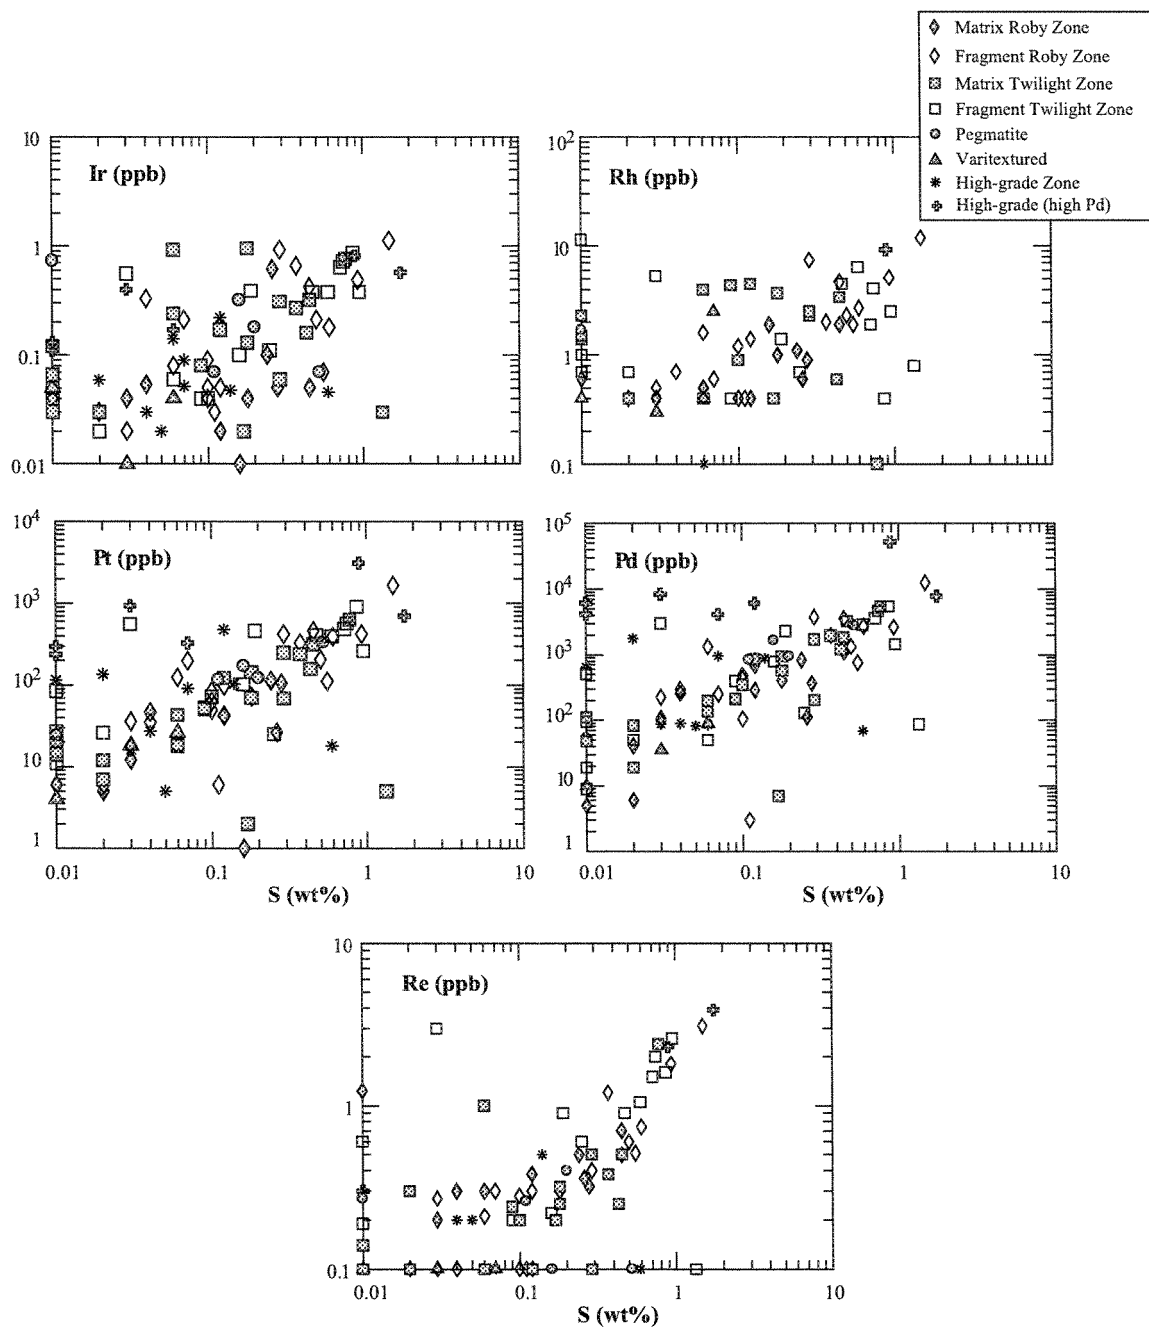 Matrix Roby Zone
Fragment Roby Zone
Matrix Twilight Zone
Fragment Twilight Zone
Pegmatite
Varitextured
High-grade Zone
High-grade (high Pd)
10
1
0.1
0.01
Ir (ppb)
10²
10
1
0.1
Rh (ppb)
10⁴
10³
100
10
1
Pt (ppb)
0.01
0.1
1
10
S (wt%)
10⁵
10⁴
10³
100
10
1
Pd (ppb)
0.01
0.1
1
10
S (wt%)
10
1
0.1
Re (ppb)
0.01
0.1
1
10
S (wt%)